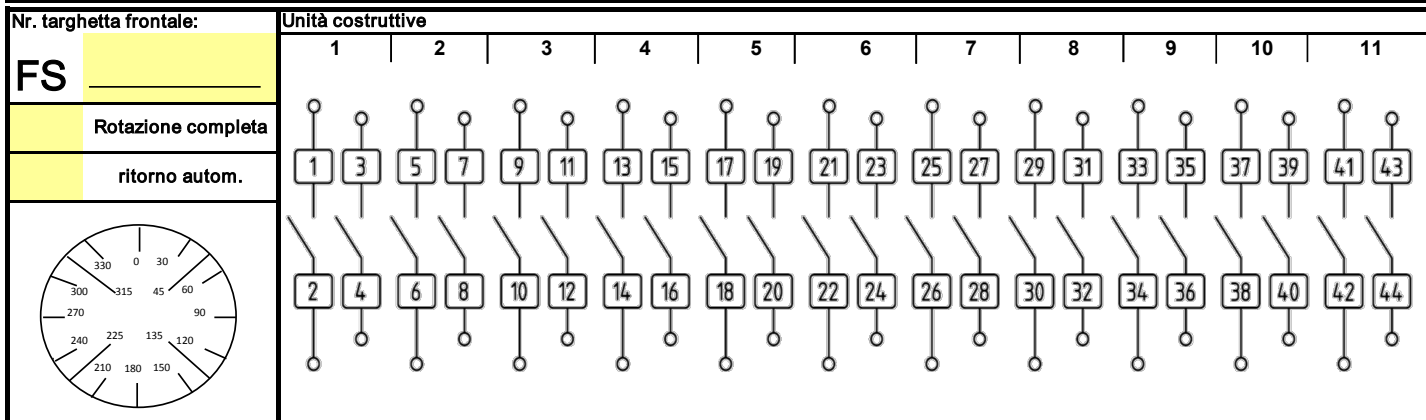 Nr. targhetta frontale:
FS
Rotazione completa
ritorno autom.
330 0 30
300 315 45 60
270 90
240 225 135 120
210 180 150
Unità costruttive
1 2 3 4 5 6 7 8 9 10 11
1 3 5 7 9 11 13 15 17 19 21 23 25 27 29 31 33 35 37 39 41 43
2 4 6 8 10 12 14 16 18 20 22 24 26 28 30 32 34 36 38 40 42 44